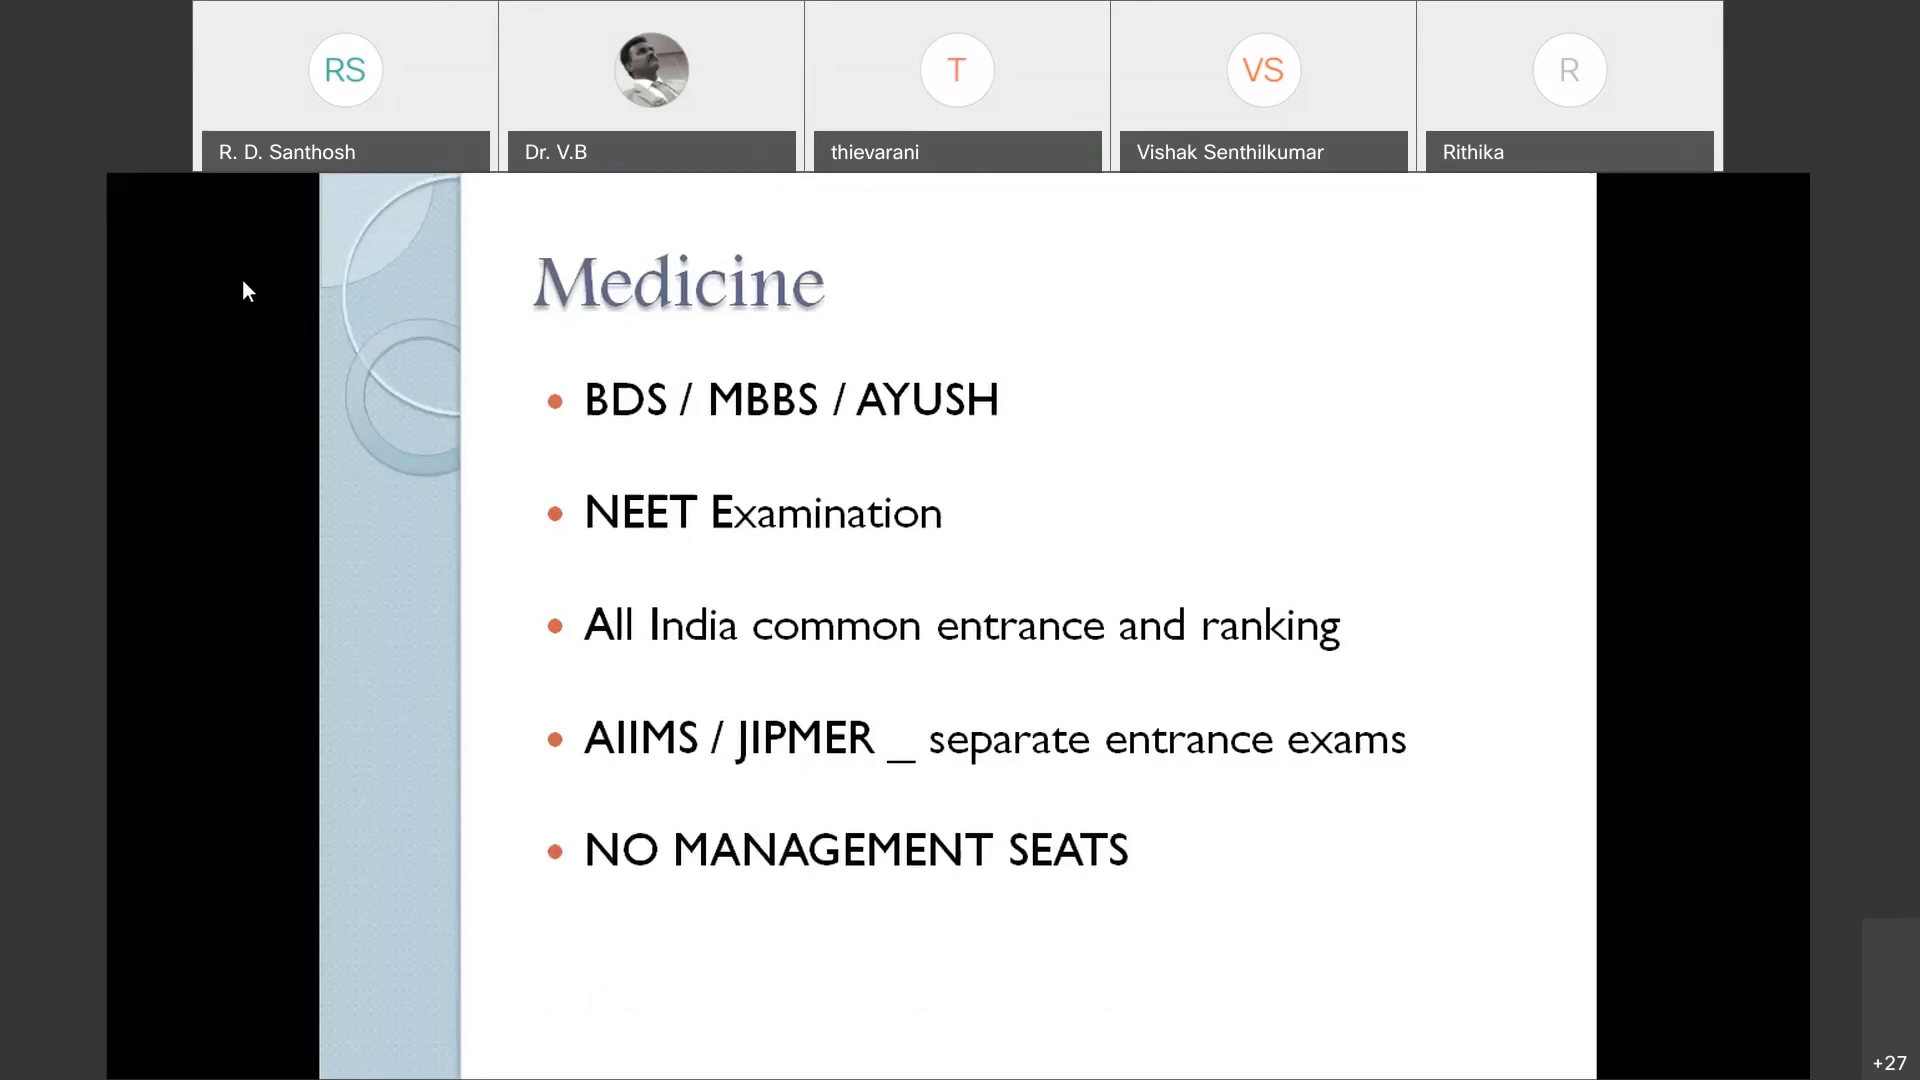 RS
T
VS
R
R. D. Santhosh
Dr. V.B
thievarani
Vishak Senthilkumar
Rithika
Medicine
• BDS / MBBS / AYUSH
• NEET Examination
• All India common entrance and ranking
• AIIMS / JIPMER _ separate entrance exams
• NO MANAGEMENT SEATS
+27